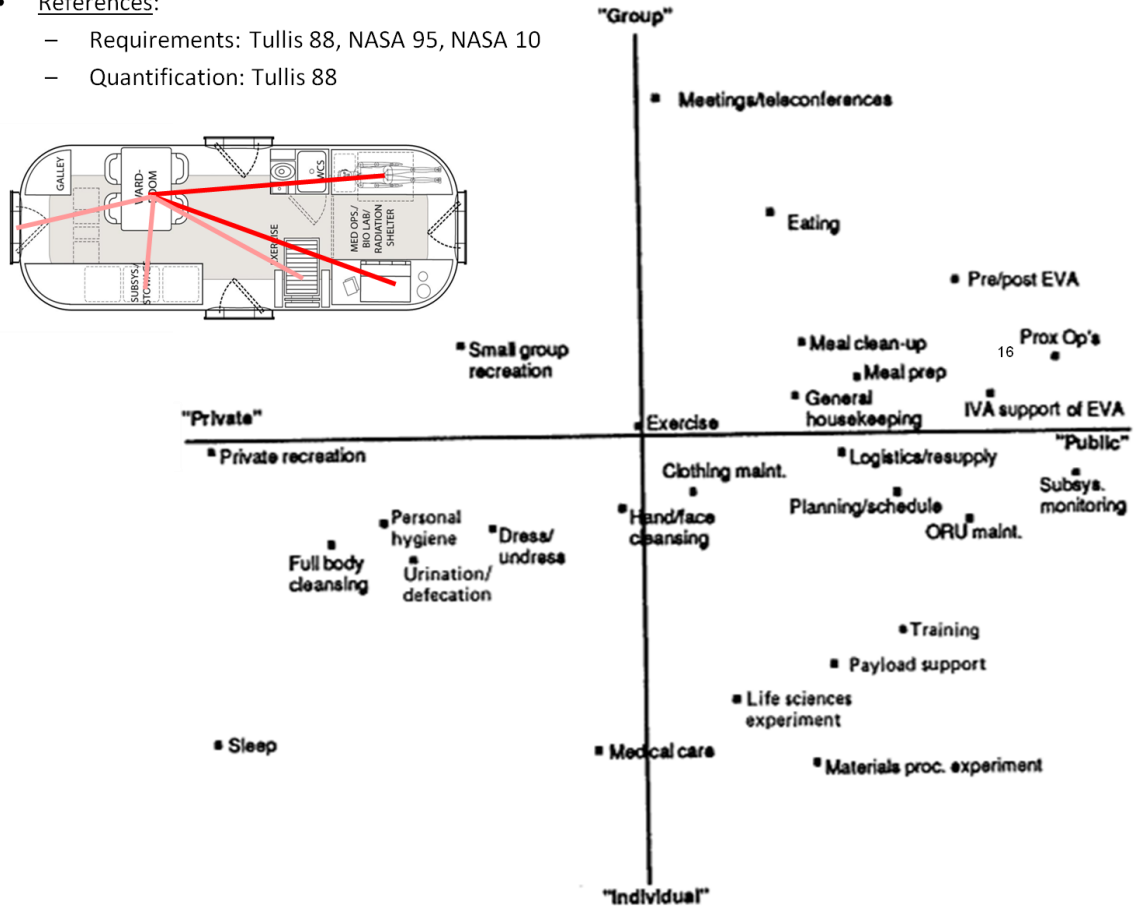 References:
– Requirements: Tullis 88, NASA 95, NASA 10
– Quantification: Tullis 88
GALLEY
WARD-
ROOM
WCS
MED OPS./
BIO LAB/
RADIATION
SHELTER
EXERCISE
SUBSYS./
"Group"
Meetings/teleconferences
Eating
Pre/post EVA
Meal clean-up
16
Prox Op's
Small group
recreation
Meal prep
General
housekeeping
IVA support of EVA
"Private"
Exercise
"Public"
Private recreation
Logistics/resupply
Clothing maint.
Subsys.
monitoring
Planning/schedule
Personal
hygiene
Hand/face
cleansing
Dress/
undress
ORU maint.
Full body
cleansing
Urination/
defecation
Training
Payload support
Life sciences
experiment
Sleep
Medical care
Materials proc. experiment
"Individual"